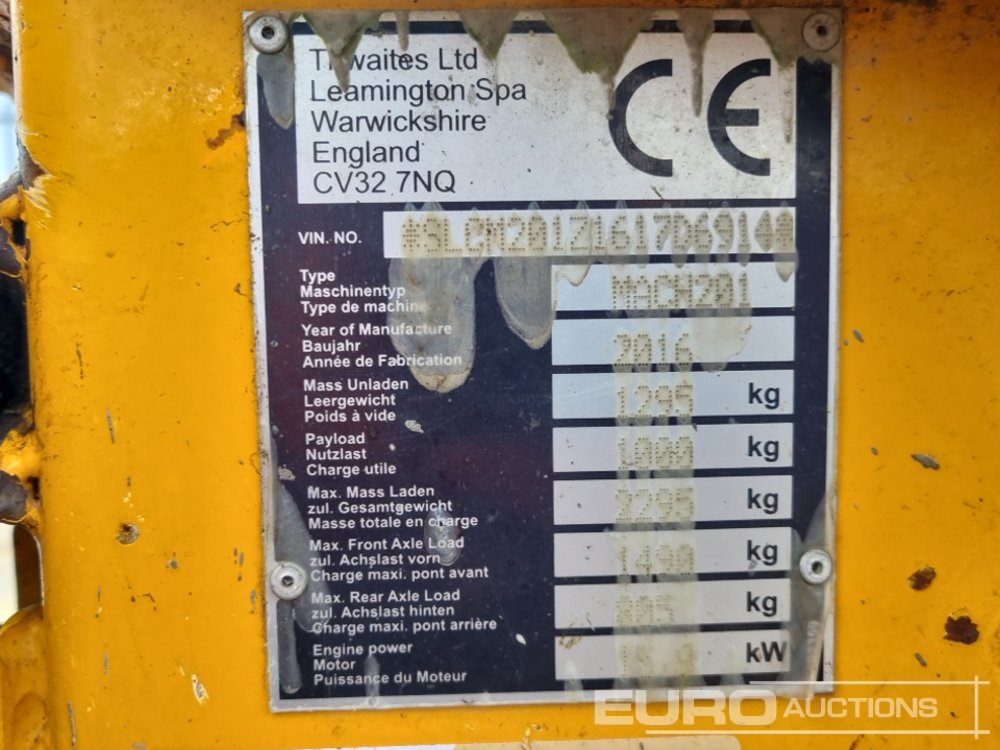 Thwaites Ltd
Leamington Spa
Warwickshire
England
CV32 7NQ
CE
VIN. NO.
Type MACH201
Maschinentyp
Type de machine
Year of Manufacture
Baujahr 2016
Année de Fabrication
Mass Unladen
Leergewicht 1295 kg
Poids à vide
Payload
Nutzlast 1000 kg
Charge utile
Max. Mass Laden
zul. Gesamtgewicht 2295 kg
Masse totale en charge
Max. Front Axle Load
zul. Achslast vorn 1490 kg
Charge maxi. pont avant
Max. Rear Axle Load
zul. Achslast hinten 805 kg
Charge maxi. pont arrière
Engine power
Motor kW
Puissance du Moteur
EURO AUCTIONS